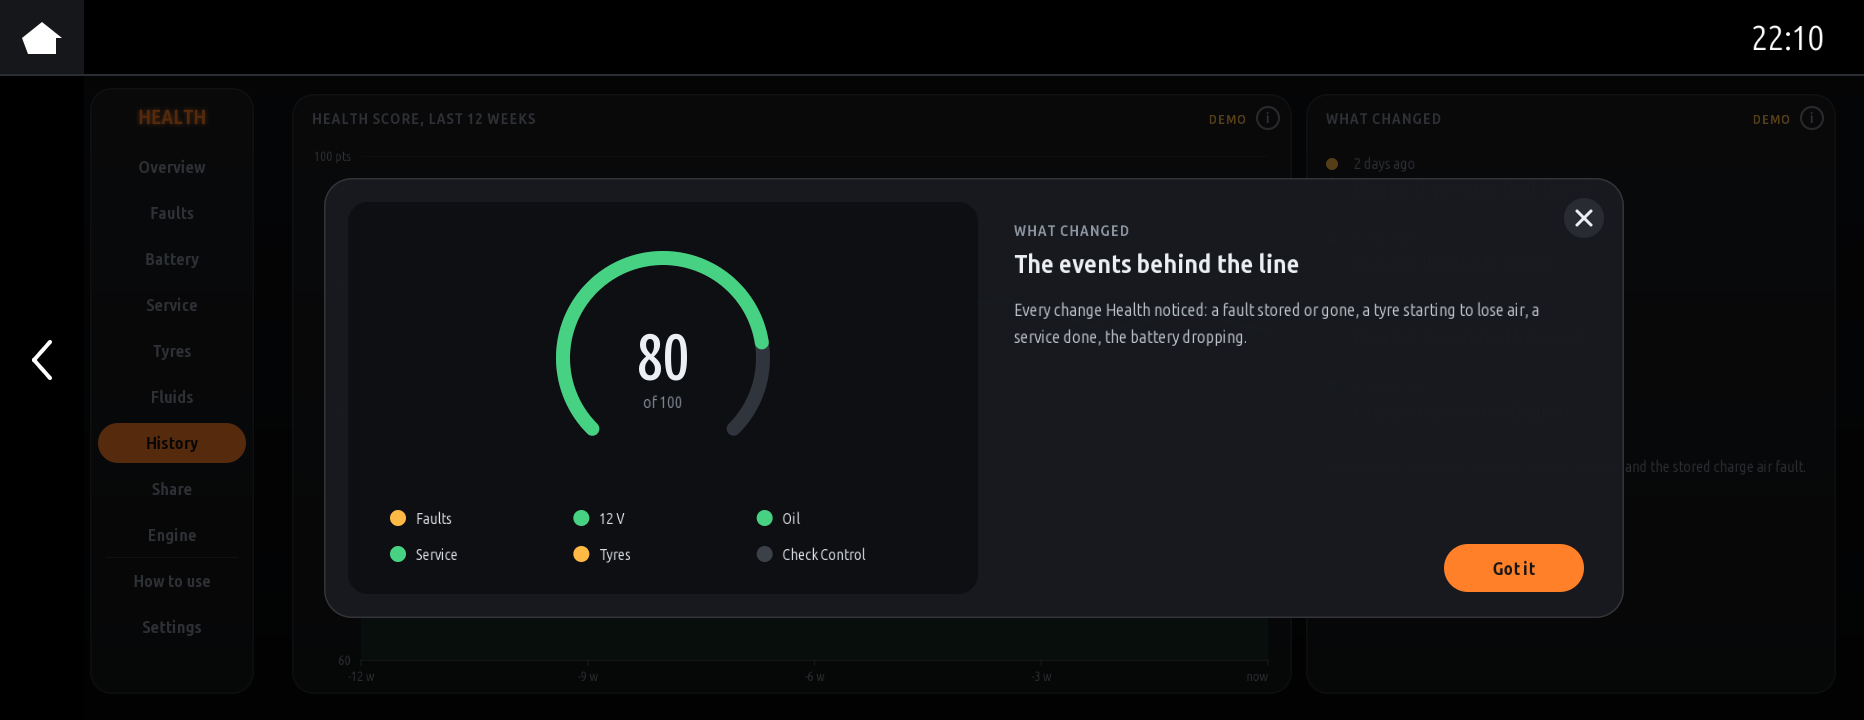 22:10
HEALTH
Overview
Faults
Battery
Service
Tyres
Fluids
History
Share
Engine
How to use
Settings
HEALTH SCORE, LAST 12 WEEKS
DEMO
i
100 pts
60
-12 w
-9 w
-6 w
-3 w
now
WHAT CHANGED
DEMO
i
2 days ago
and the stored charge air fault.
80
of 100
Faults
12 V
Oil
Service
Tyres
Check Control
WHAT CHANGED
The events behind the line
Every change Health noticed: a fault stored or gone, a tyre starting to lose air, a
service done, the battery dropping.
Got it